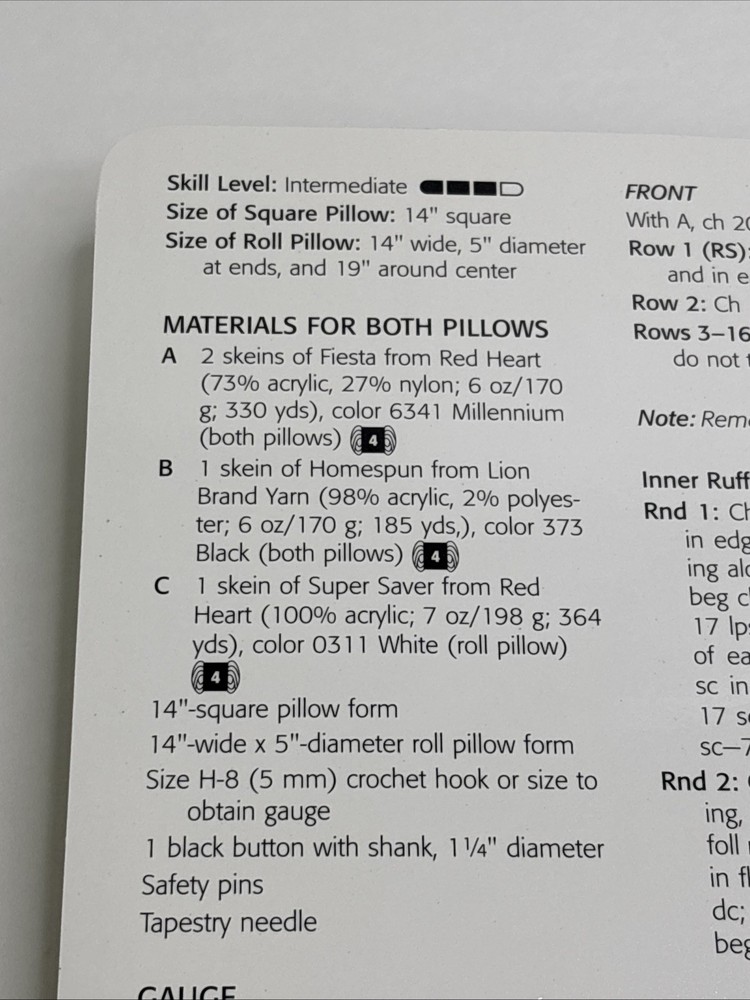 Skill Level: Intermediate
Size of Square Pillow: 14" square
Size of Roll Pillow: 14" wide, 5" diameter
at ends, and 19" around center
MATERIALS FOR BOTH PILLOWS
A 2 skeins of Fiesta from Red Heart
(73% acrylic, 27% nylon; 6 oz/170
g; 330 yds), color 6341 Millennium
(both pillows) 4
B 1 skein of Homespun from Lion
Brand Yarn (98% acrylic, 2% polyes-
ter; 6 oz/170 g; 185 yds,), color 373
Black (both pillows) 4
C 1 skein of Super Saver from Red
Heart (100% acrylic; 7 oz/198 g; 364
yds), color 0311 White (roll pillow)
4
14"-square pillow form
14"-wide x 5"-diameter roll pillow form
Size H-8 (5 mm) crochet hook or size to
obtain gauge
1 black button with shank, 1¼" diameter
Safety pins
Tapestry needle
GAUGE
FRONT
With A, ch 20
Row 1 (RS):
and in e
Row 2: Ch
Rows 3–16
do not
Note: Rem
Inner Ruff
Rnd 1: Ch
in edg
ing alo
beg c
17 lps
of ea
sc in
17 s
sc—7
Rnd 2:
ing,
foll
in fl
dc;
beg